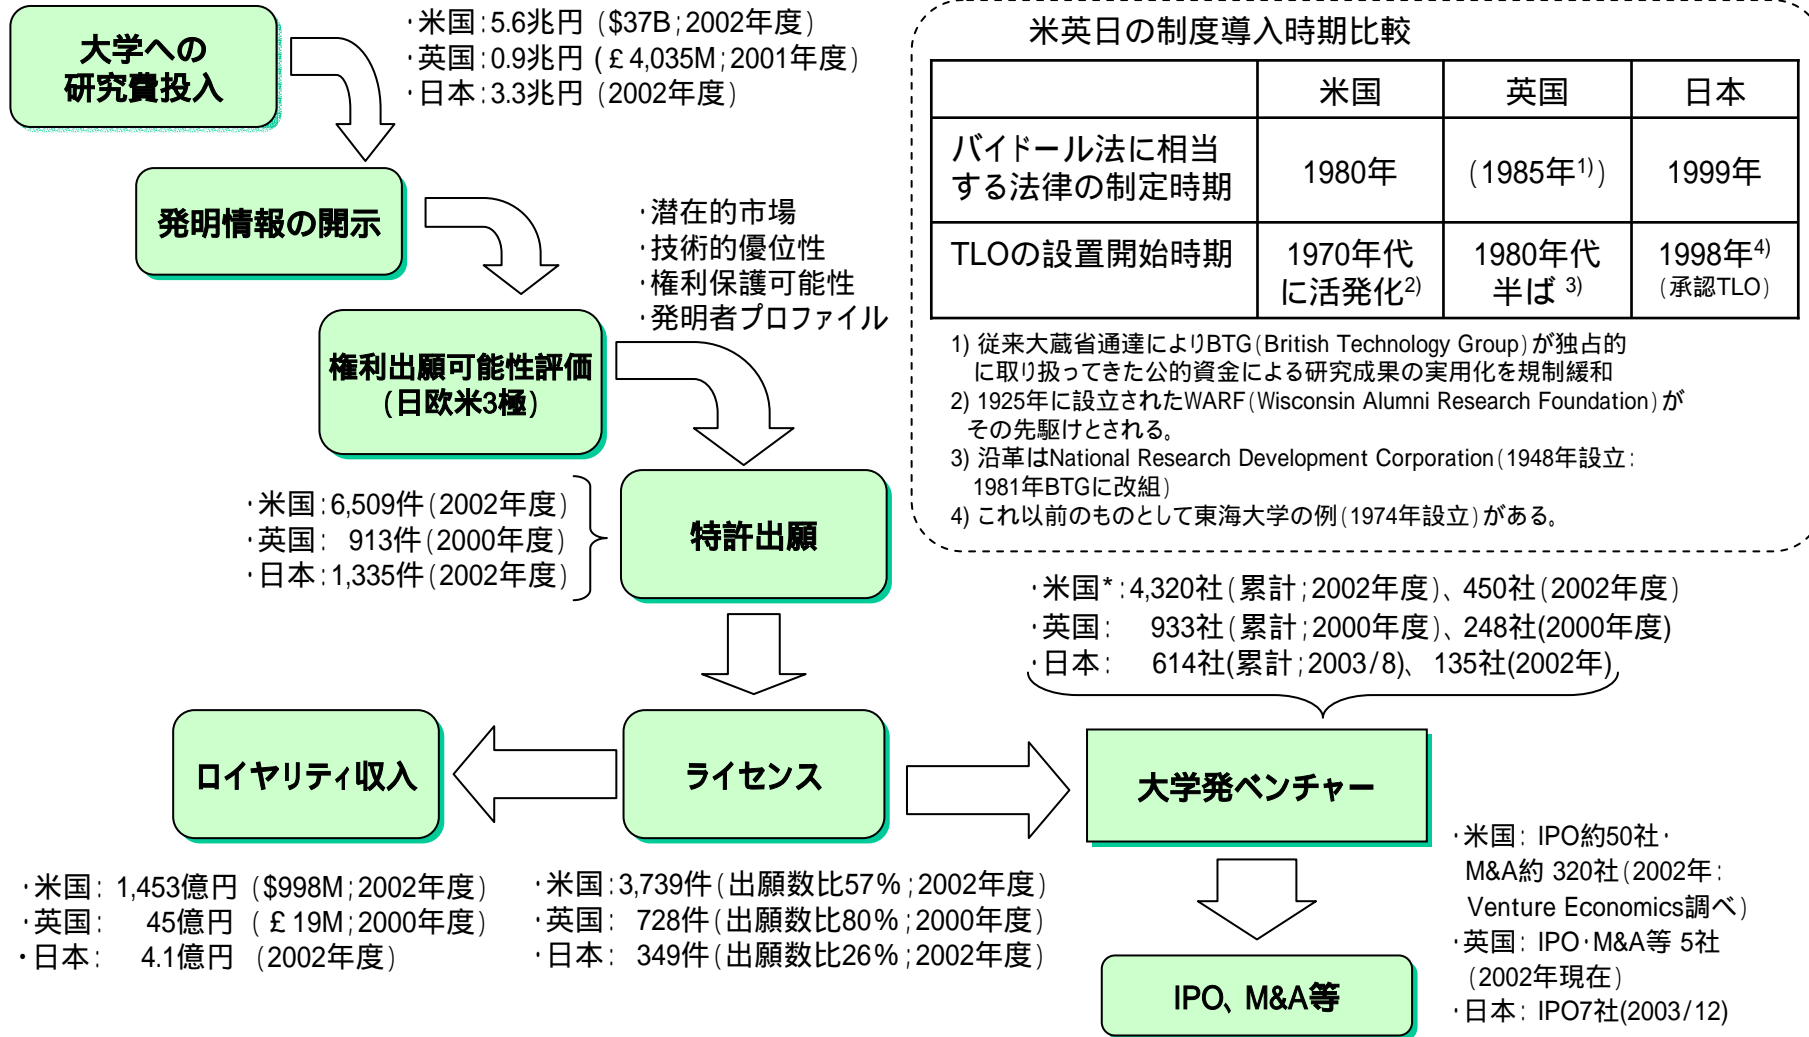 大学への
研究費投入
·米国:5.6兆円 ($37B;2002年度)
·英国:0.9兆円 (£4,035M;2001年度)
·日本:3.3兆円 (2002年度)
発明情報の開示
·潜在的市場
·技術的優位性
·権利保護可能性
·発明者プロファイル
権利出願可能性評価
(日欧米3極)
·米国:6,509件(2002年度)
·英国: 913件(2000年度)
·日本:1,335件(2002年度)
特許出願
米英日の制度導入時期比較
米国 英国 日本
バイドール法に相当
する法律の制定時期
1980年 (1985年1)) 1999年
TLOの設置開始時期
1970年代
に活発化2)
1980年代
半ば 3)
1998年4)
(承認TLO)
1) 従来大蔵省通達によりBTG(British Technology Group)が独占的
に取り扱ってきた公的資金による研究成果の実用化を規制緩和
2) 1925年に設立されたWARF(Wisconsin Alumni Research Foundation)が
その先駆けとされる。
3) 沿革はNational Research Development Corporation(1948年設立:
1981年BTGに改組)
4) これ以前のものとして東海大学の例(1974年設立)がある。
·米国*:4,320社(累計;2002年度)、450社(2002年度)
·英国: 933社(累計;2000年度)、248社(2000年度)
·日本: 614社(累計;2003/8)、135社(2002年)
ロイヤリティ収入
ライセンス
大学発ベンチャー
·米国: 1,453億円 ($998M;2002年度)
·英国: 45億円 (£19M;2000年度)
·日本: 4.1億円 (2002年度)
·米国:3,739件(出願数比57%;2002年度)
·英国: 728件(出願数比80%;2000年度)
·日本: 349件(出願数比26%;2002年度)
IPO、M&A等
·米国: IPO約50社·
M&A約 320社(2002年:
Venture Economics調べ)
·英国: IPO·M&A等 5社
(2002年現在)
·日本: IPO7社(2003/12)